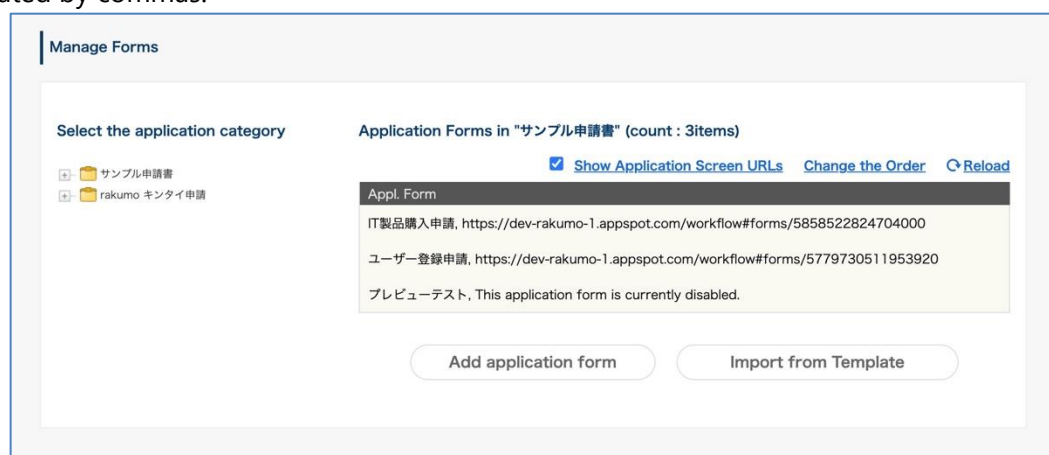 ated by commas.
Manage Forms
Select the application category
サンプル申請書
rakumo キンタイ申請
Application Forms in "サンプル申請書" (count : 3items)
Show Application Screen URLs Change the Order Reload
Appl. Form
IT製品購入申請, https://dev-rakumo-1.appspot.com/workflow#forms/5858522824704000
ユーザー登録申請, https://dev-rakumo-1.appspot.com/workflow#forms/5779730511953920
プレビューテスト, This application form is currently disabled.
Add application form Import from Template